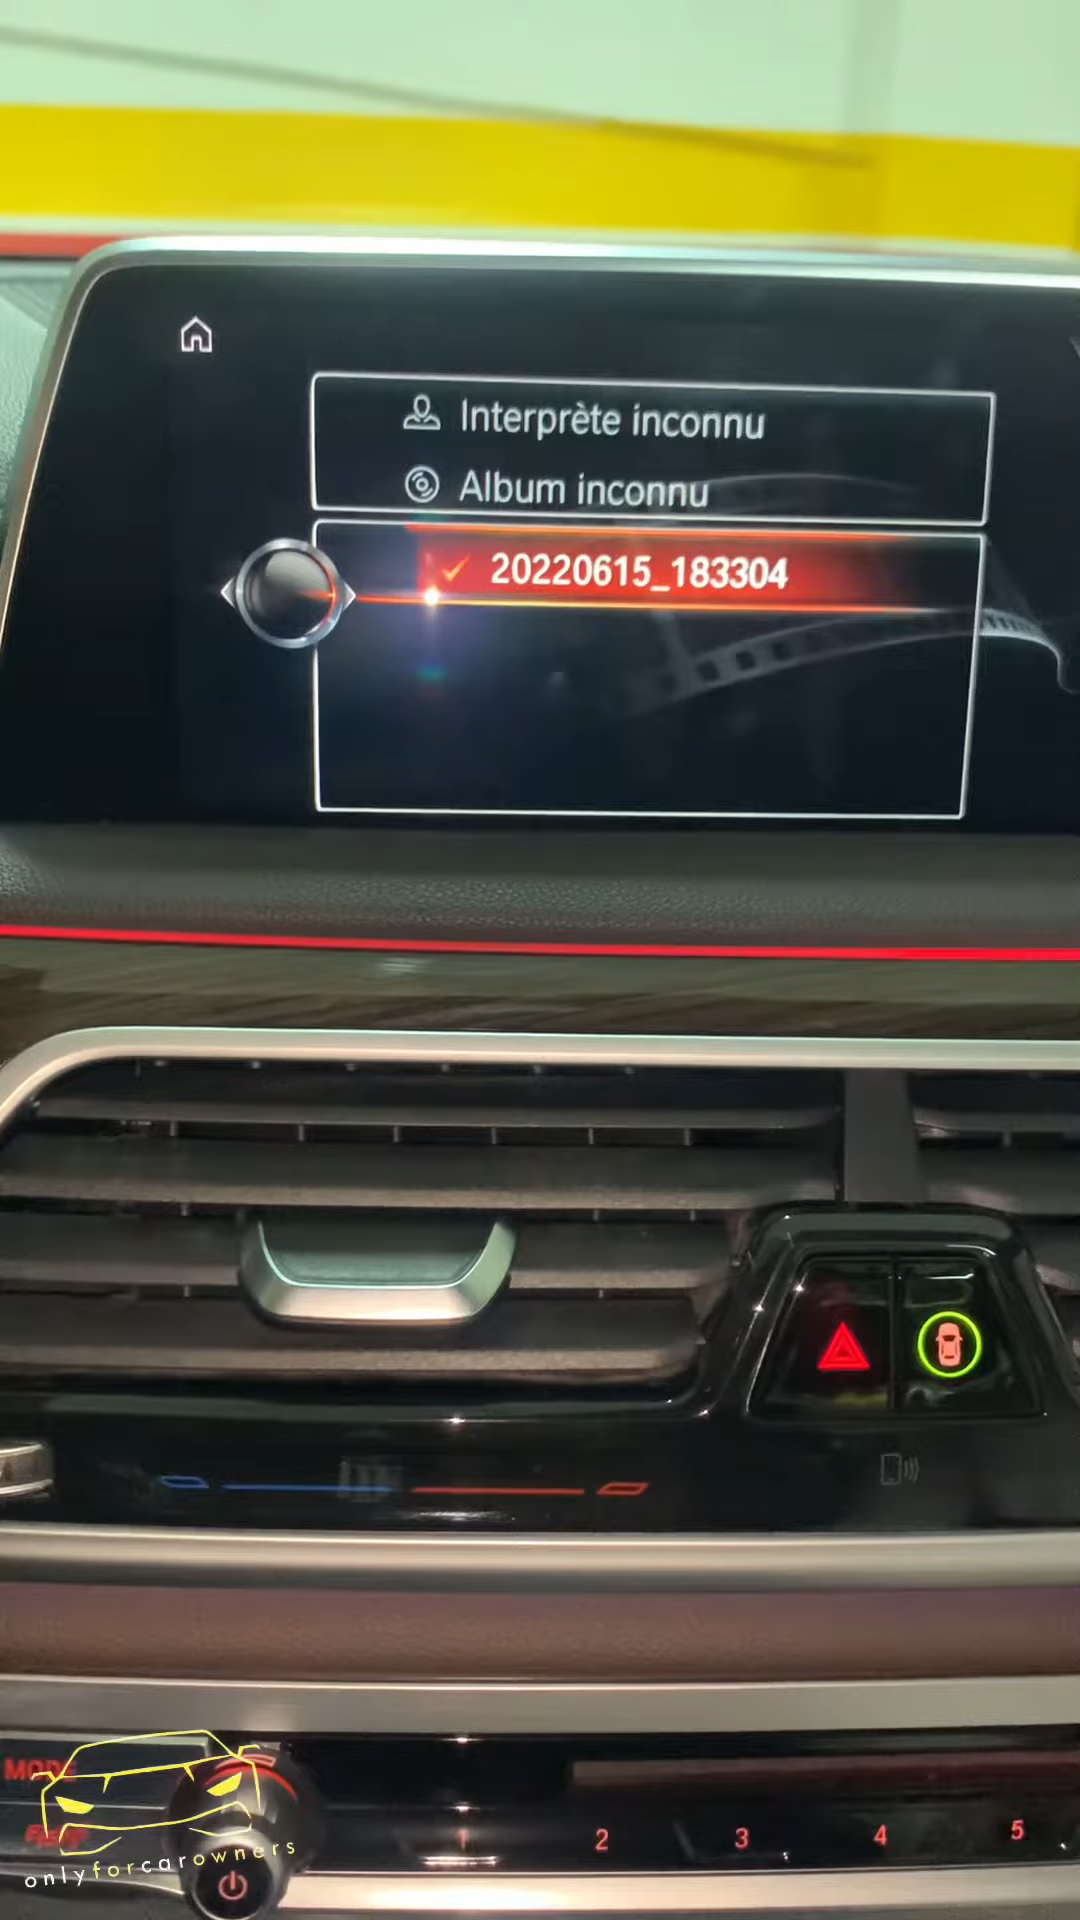 Interprète inconnu
Album inconnu
20220615_183304
MODE
1 2 3 4 5
onlyforcarowners